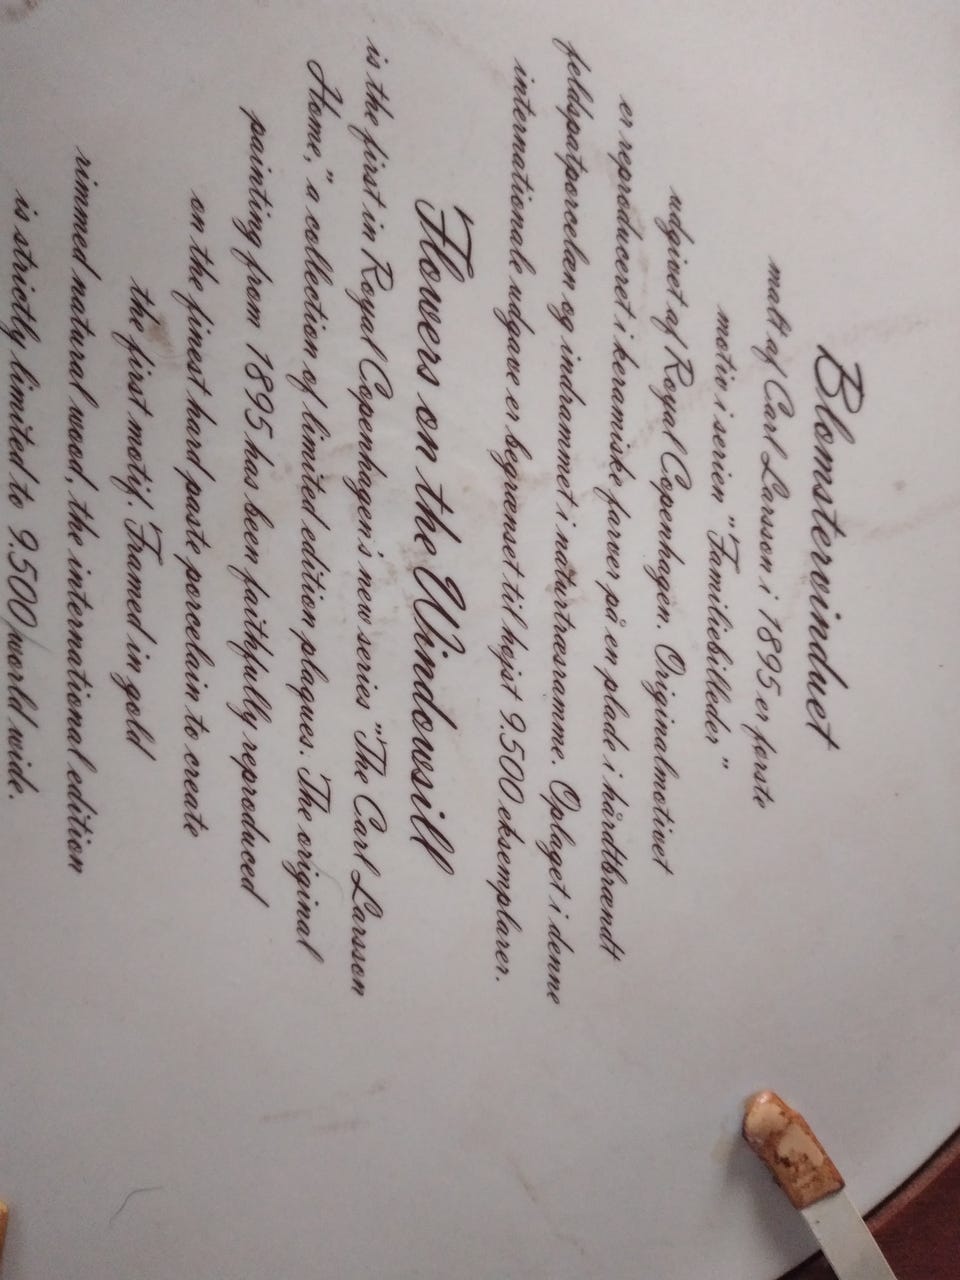 Blomstervinduet
malt af Carl Larsson i 1895 er første
motiv i serien "Familiebilleder"
udgivet af Royal Copenhagen. Originalmotivet
er reproduceret i keramiske farver på en plade i hårdtbrændt
feldspatporcelæn og indrammet i naturtræsramme. Oplaget i denne
internationale udgave er begrænset til højst 9.500 eksemplarer.
Flowers on the Windowsill
is the first in Royal Copenhagen's new series "The Carl Larsson
Home," a collection of limited edition plaques. The original
painting from 1895 has been faithfully reproduced
on the finest hard paste porcelain to create
the first motif. Framed in gold
rimmed natural wood, the international edition
is strictly limited to 9.500 world wide.